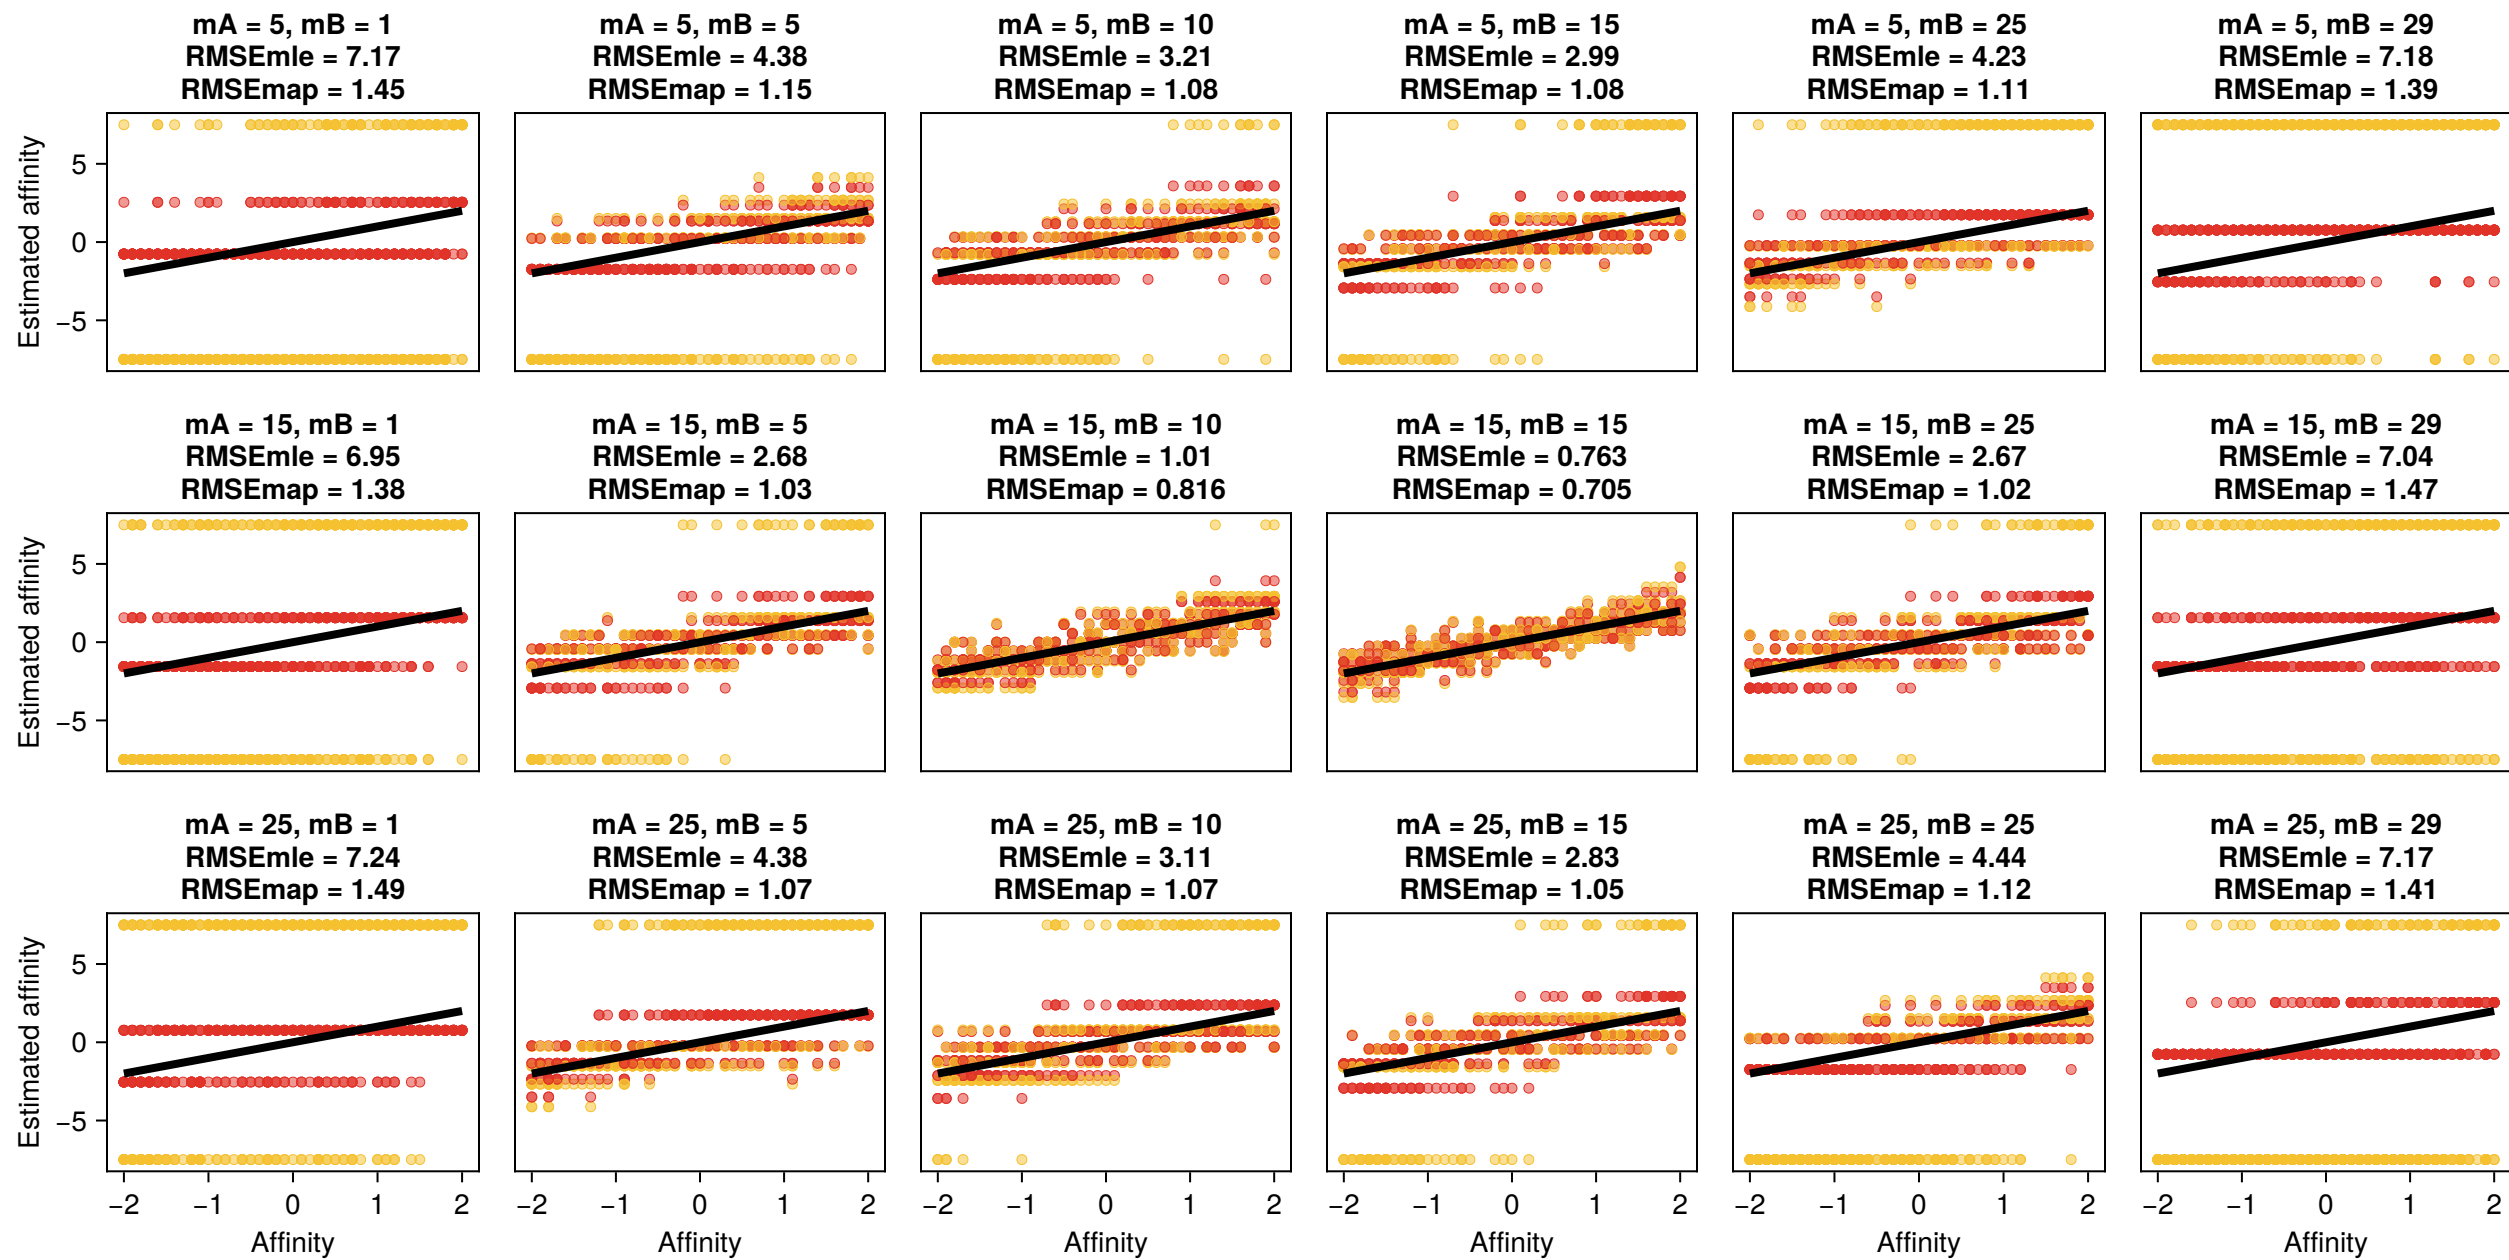 mA = 5, mB = 1
RMSEmle = 7.17
RMSEmap = 1.45
mA = 5, mB = 5
RMSEmle = 4.38
RMSEmap = 1.15
mA = 5, mB = 10
RMSEmle = 3.21
RMSEmap = 1.08
mA = 5, mB = 15
RMSEmle = 2.99
RMSEmap = 1.08
mA = 5, mB = 25
RMSEmle = 4.23
RMSEmap = 1.11
mA = 5, mB = 29
RMSEmle = 7.18
RMSEmap = 1.39
Estimated affinity
5
0
−5
mA = 15, mB = 1
RMSEmle = 6.95
RMSEmap = 1.38
mA = 15, mB = 5
RMSEmle = 2.68
RMSEmap = 1.03
mA = 15, mB = 10
RMSEmle = 1.01
RMSEmap = 0.816
mA = 15, mB = 15
RMSEmle = 0.763
RMSEmap = 0.705
mA = 15, mB = 25
RMSEmle = 2.67
RMSEmap = 1.02
mA = 15, mB = 29
RMSEmle = 7.04
RMSEmap = 1.47
Estimated affinity
5
0
−5
mA = 25, mB = 1
RMSEmle = 7.24
RMSEmap = 1.49
mA = 25, mB = 5
RMSEmle = 4.38
RMSEmap = 1.07
mA = 25, mB = 10
RMSEmle = 3.11
RMSEmap = 1.07
mA = 25, mB = 15
RMSEmle = 2.83
RMSEmap = 1.05
mA = 25, mB = 25
RMSEmle = 4.44
RMSEmap = 1.12
mA = 25, mB = 29
RMSEmle = 7.17
RMSEmap = 1.41
Estimated affinity
5
0
−5
−2 −1 0 1 2
−2 −1 0 1 2
−2 −1 0 1 2
−2 −1 0 1 2
−2 −1 0 1 2
−2 −1 0 1 2
Affinity
Affinity
Affinity
Affinity
Affinity
Affinity